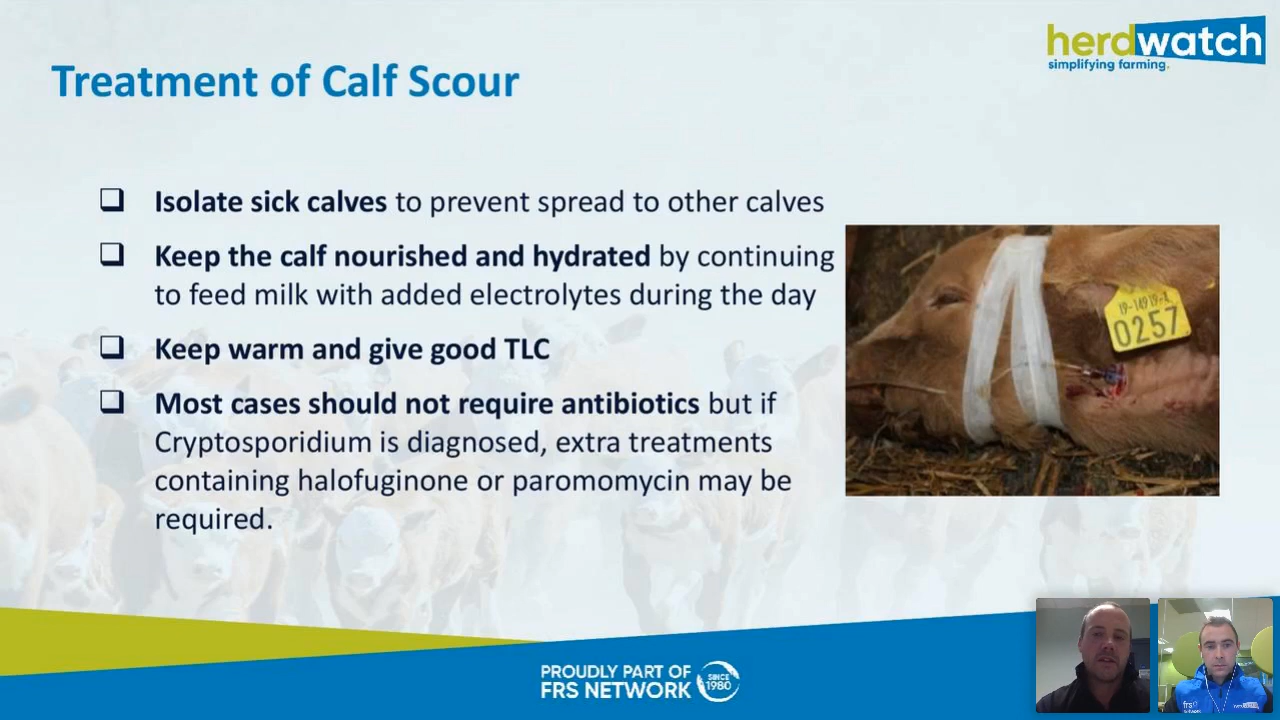 herdwatch
simplifying farming.
Treatment of Calf Scour
Isolate sick calves to prevent spread to other calves
Keep the calf nourished and hydrated by continuing
to feed milk with added electrolytes during the day
Keep warm and give good TLC
Most cases should not require antibiotics but if
Cryptosporidium is diagnosed, extra treatments
containing halofuginone or paromomycin may be
required.
0257
PROUDLY PART OF
FRS NETWORK
SINCE
1980
frs